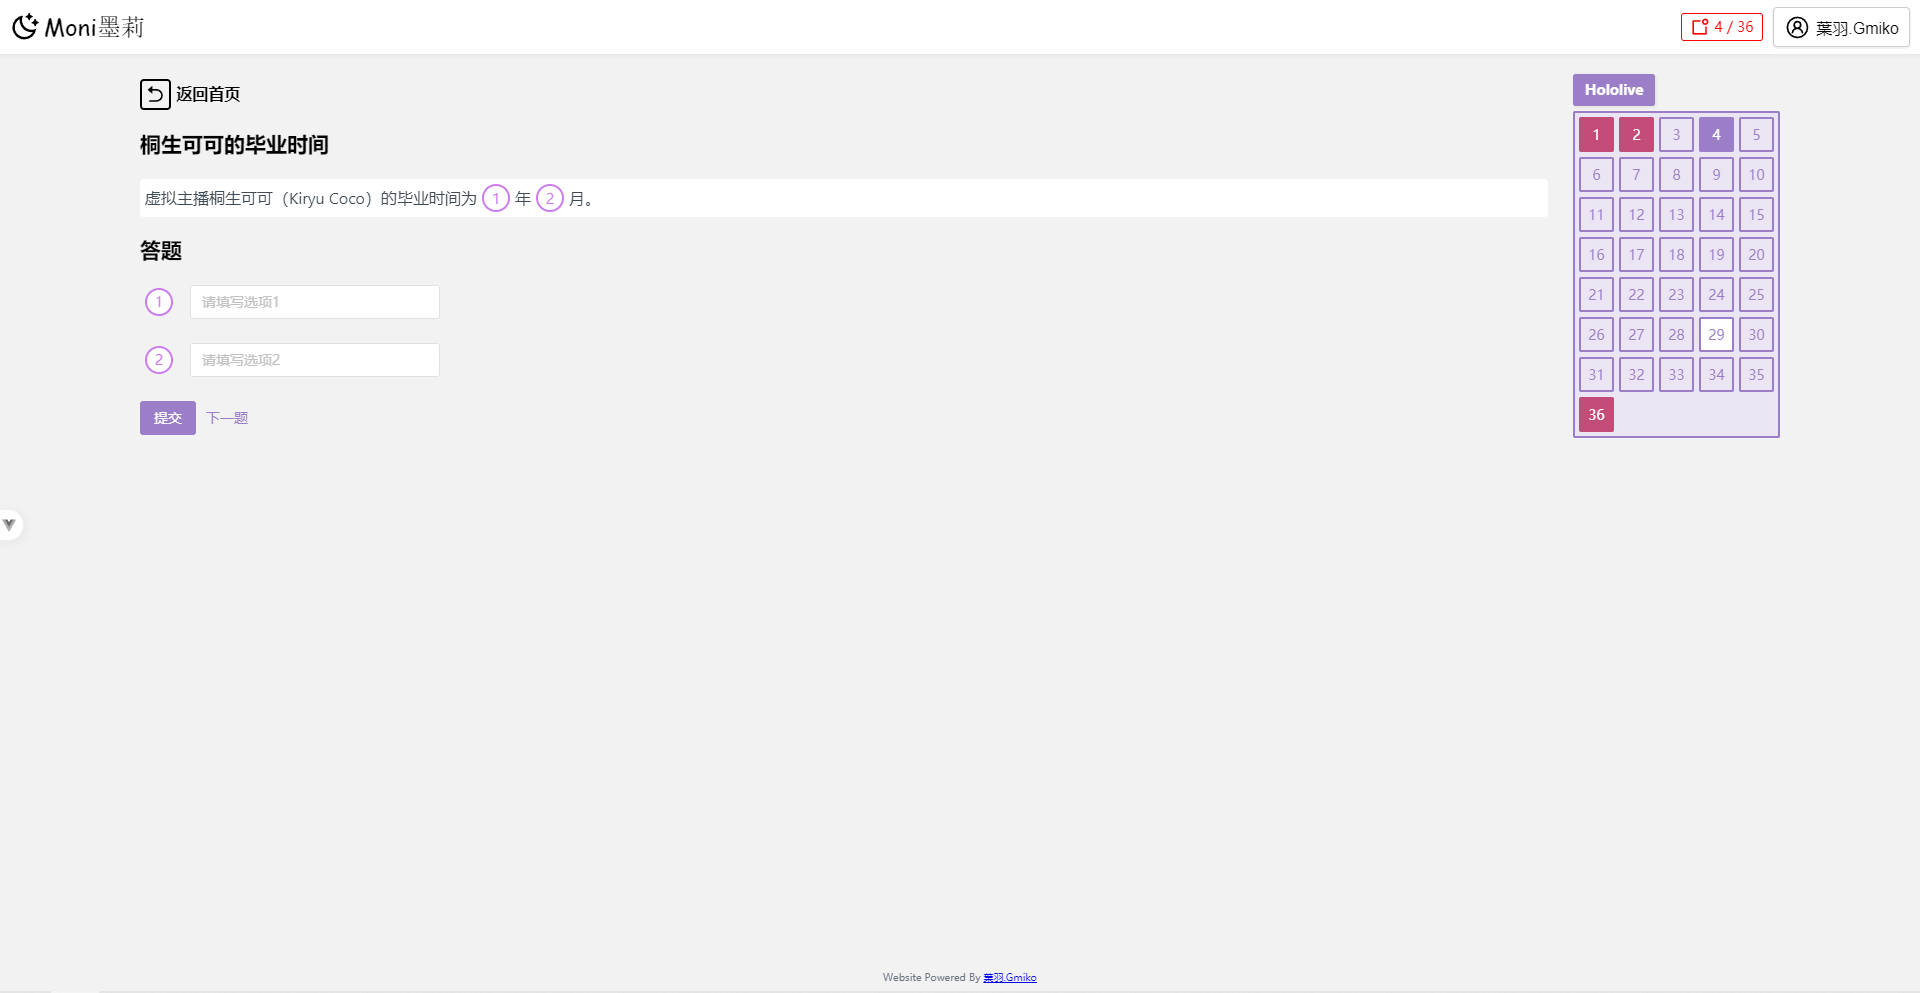 Moni墨莉
4 / 36
葉羽.Gmiko
返回首页
桐生可可的毕业时间
虚拟主播桐生可可（Kiryu Coco）的毕业时间为 1 年 2 月。
答题
1 请填写选项1
2 请填写选项2
提交 下一题
Hololive
1 2 3 4 5
6 7 8 9 10
11 12 13 14 15
16 17 18 19 20
21 22 23 24 25
26 27 28 29 30
31 32 33 34 35
36
Website Powered By 葉羽.Gmiko